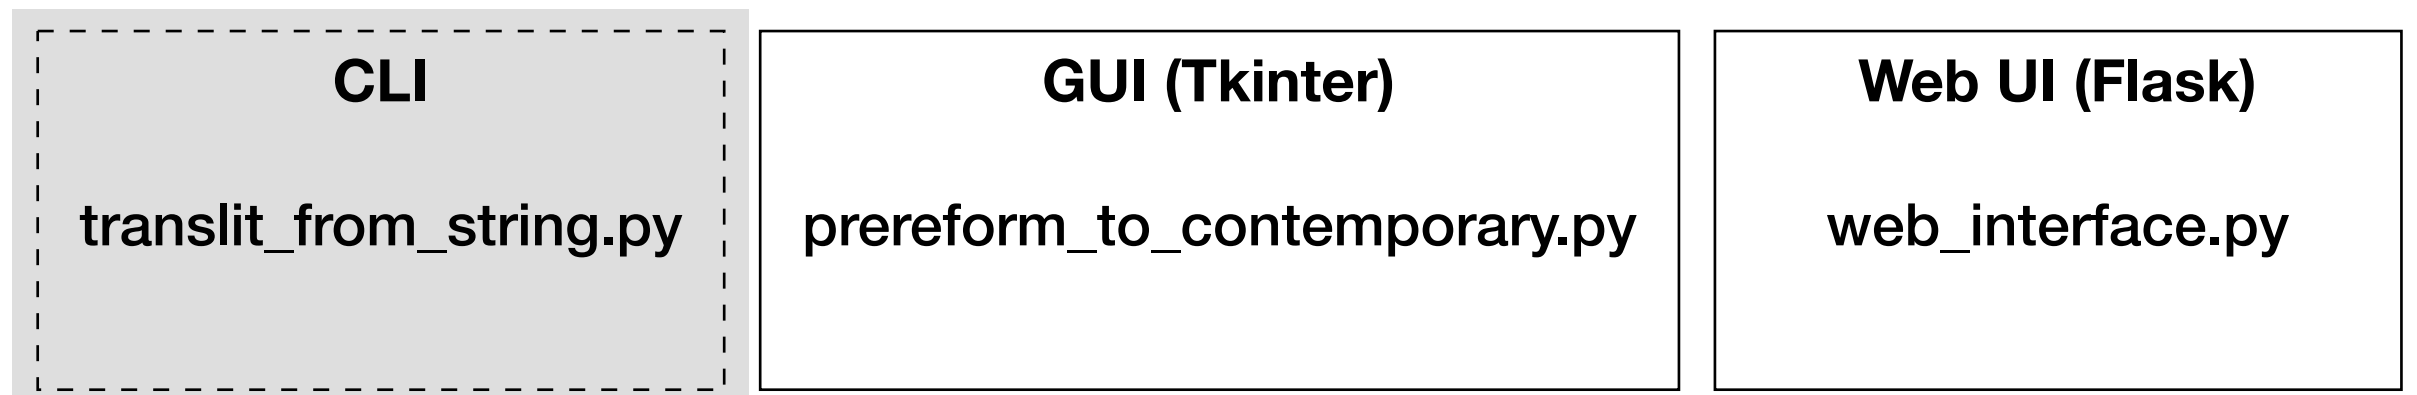 CLI
translit_from_string.py
GUI (Tkinter)
prereform_to_contemporary.py
Web UI (Flask)
web_interface.py